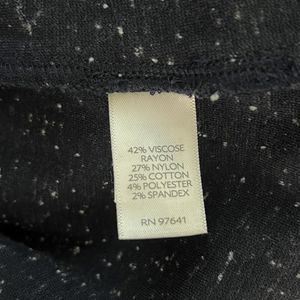 42% VISCOSE
RAYON
27% NYLON
25% COTTON
4% POLYESTER
2% SPANDEX
RN 97641